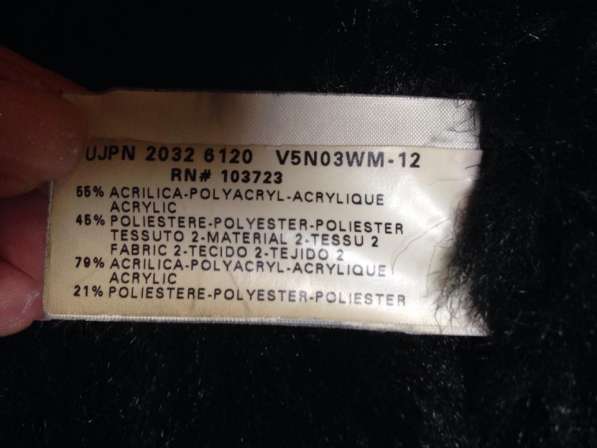 UJPN 2032 6120 V5N03WM-12
RN# 103723
55% ACRILICA-POLYACRYL-ACRYLIQUE
ACRYLIC
45% POLIESTERE-POLYESTER-POLIESTER
TESSUTO 2-MATERIAL 2-TESSU 2
FABRIC 2-TECIDO 2-TEJIDO 2
79% ACRILICA-POLYACRYL-ACRYLIQUE
ACRYLIC
21% POLIESTERE-POLYESTER-POLIESTER